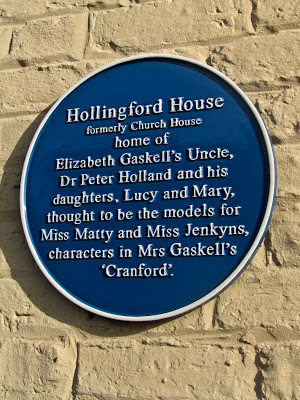 Hollingford House
formerly Church House
home of
Elizabeth Gaskell's Uncle,
Dr Peter Holland and his
daughters, Lucy and Mary,
thought to be the models for
Miss Matty and Miss Jenkyns,
characters in Mrs Gaskell's
'Cranford'.